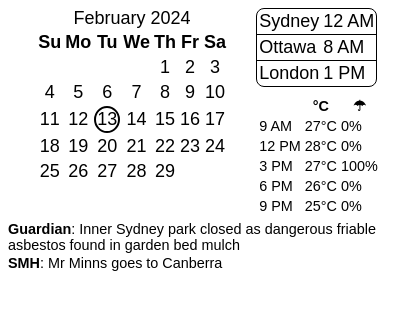 February 2024
Su Mo Tu We Th Fr Sa
1 2 3
4 5 6 7 8 9 10
11 12 13 14 15 16 17
18 19 20 21 22 23 24
25 26 27 28 29
Sydney 12 AM
Ottawa 8 AM
London 1 PM
°C ☂
9 AM 27°C 0%
12 PM 28°C 0%
3 PM 27°C 100%
6 PM 26°C 0%
9 PM 25°C 0%
Guardian: Inner Sydney park closed as dangerous friable
asbestos found in garden bed mulch
SMH: Mr Minns goes to Canberra